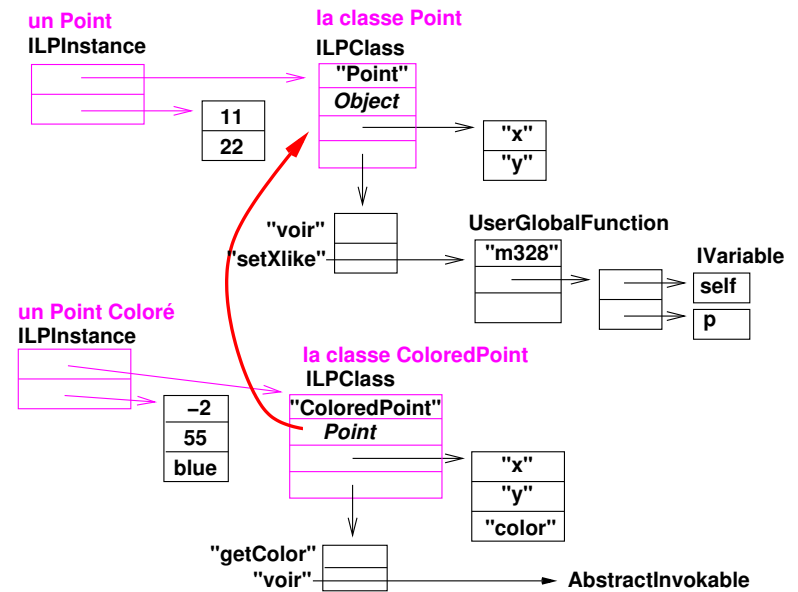 un Point
ILPInstance
la classe Point
ILPClass
"Point"
Object
11
22
"x"
"y"
"voir"
"setXlike"
UserGlobalFunction
"m328"
IVariable
self
p
un Point Coloré
ILPInstance
la classe ColoredPoint
ILPClass
"ColoredPoint"
Point
−2
55
blue
"x"
"y"
"color"
"getColor"
"voir"
AbstractInvokable